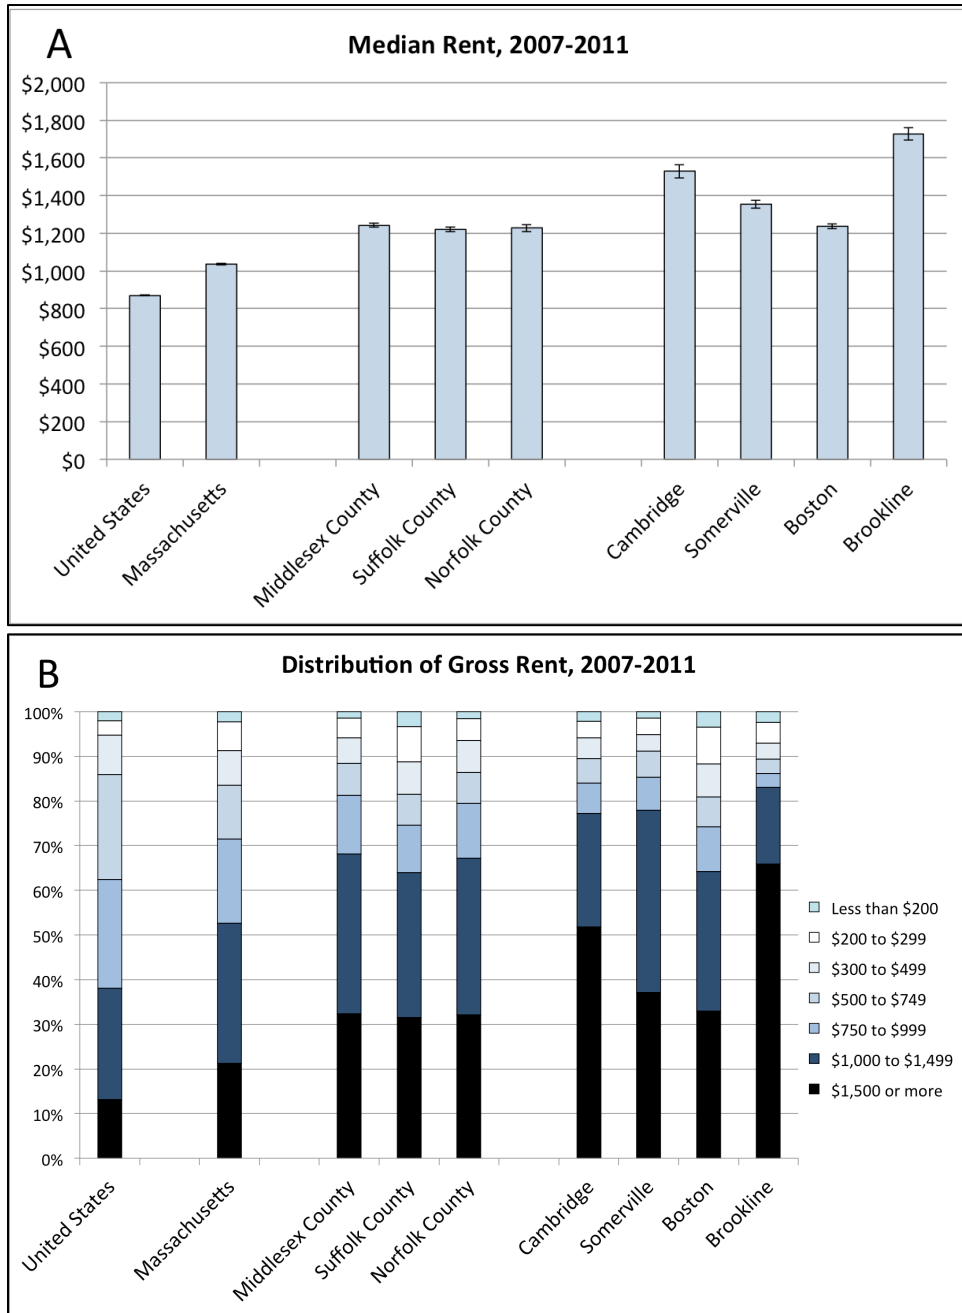 A
Median Rent, 2007-2011
$2,000
$1,800
$1,600
$1,400
$1,200
$1,000
$800
$600
$400
$200
$0
United States
Massachusetts
Middlesex County
Suffolk County
Norfolk County
Cambridge
Somerville
Boston
Brookline
B
Distribution of Gross Rent, 2007-2011
100%
90%
80%
70%
60%
50%
40%
30%
20%
10%
0%
Less than $200
$200 to $299
$300 to $499
$500 to $749
$750 to $999
$1,000 to $1,499
$1,500 or more
United States
Massachusetts
Middlesex County
Suffolk County
Norfolk County
Cambridge
Somerville
Boston
Brookline